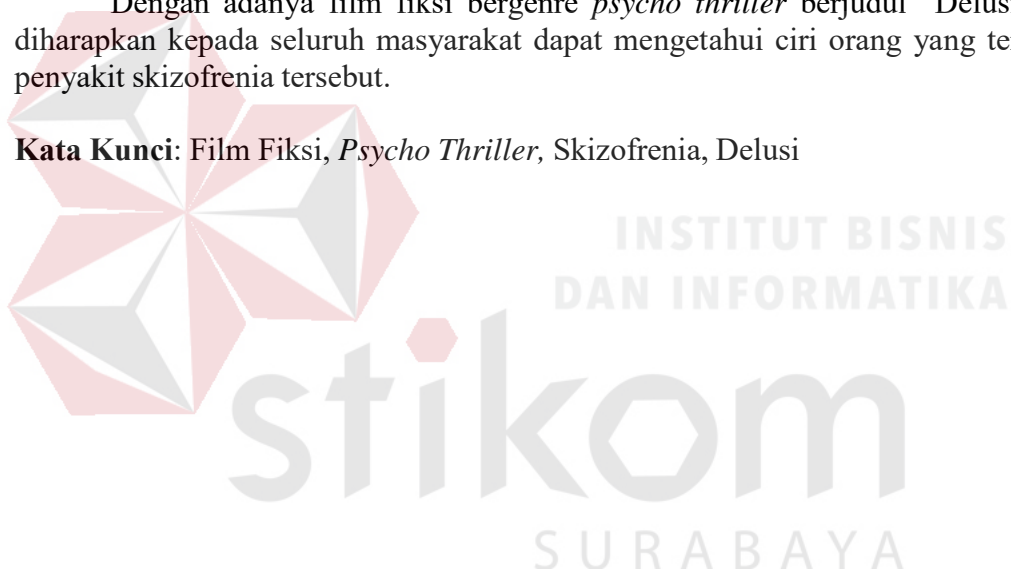 Dengan adanya film fiksi bergenre psycho thriller berjudul "Delusi
diharapkan kepada seluruh masyarakat dapat mengetahui ciri orang yang
penyakit skizofrenia tersebut.
Kata Kunci: Film Fiksi, Psycho Thriller, Skizofrenia, Delusi
INSTITUT BISNIS
DAN INFORMATIKA
stikom
SURABAYA